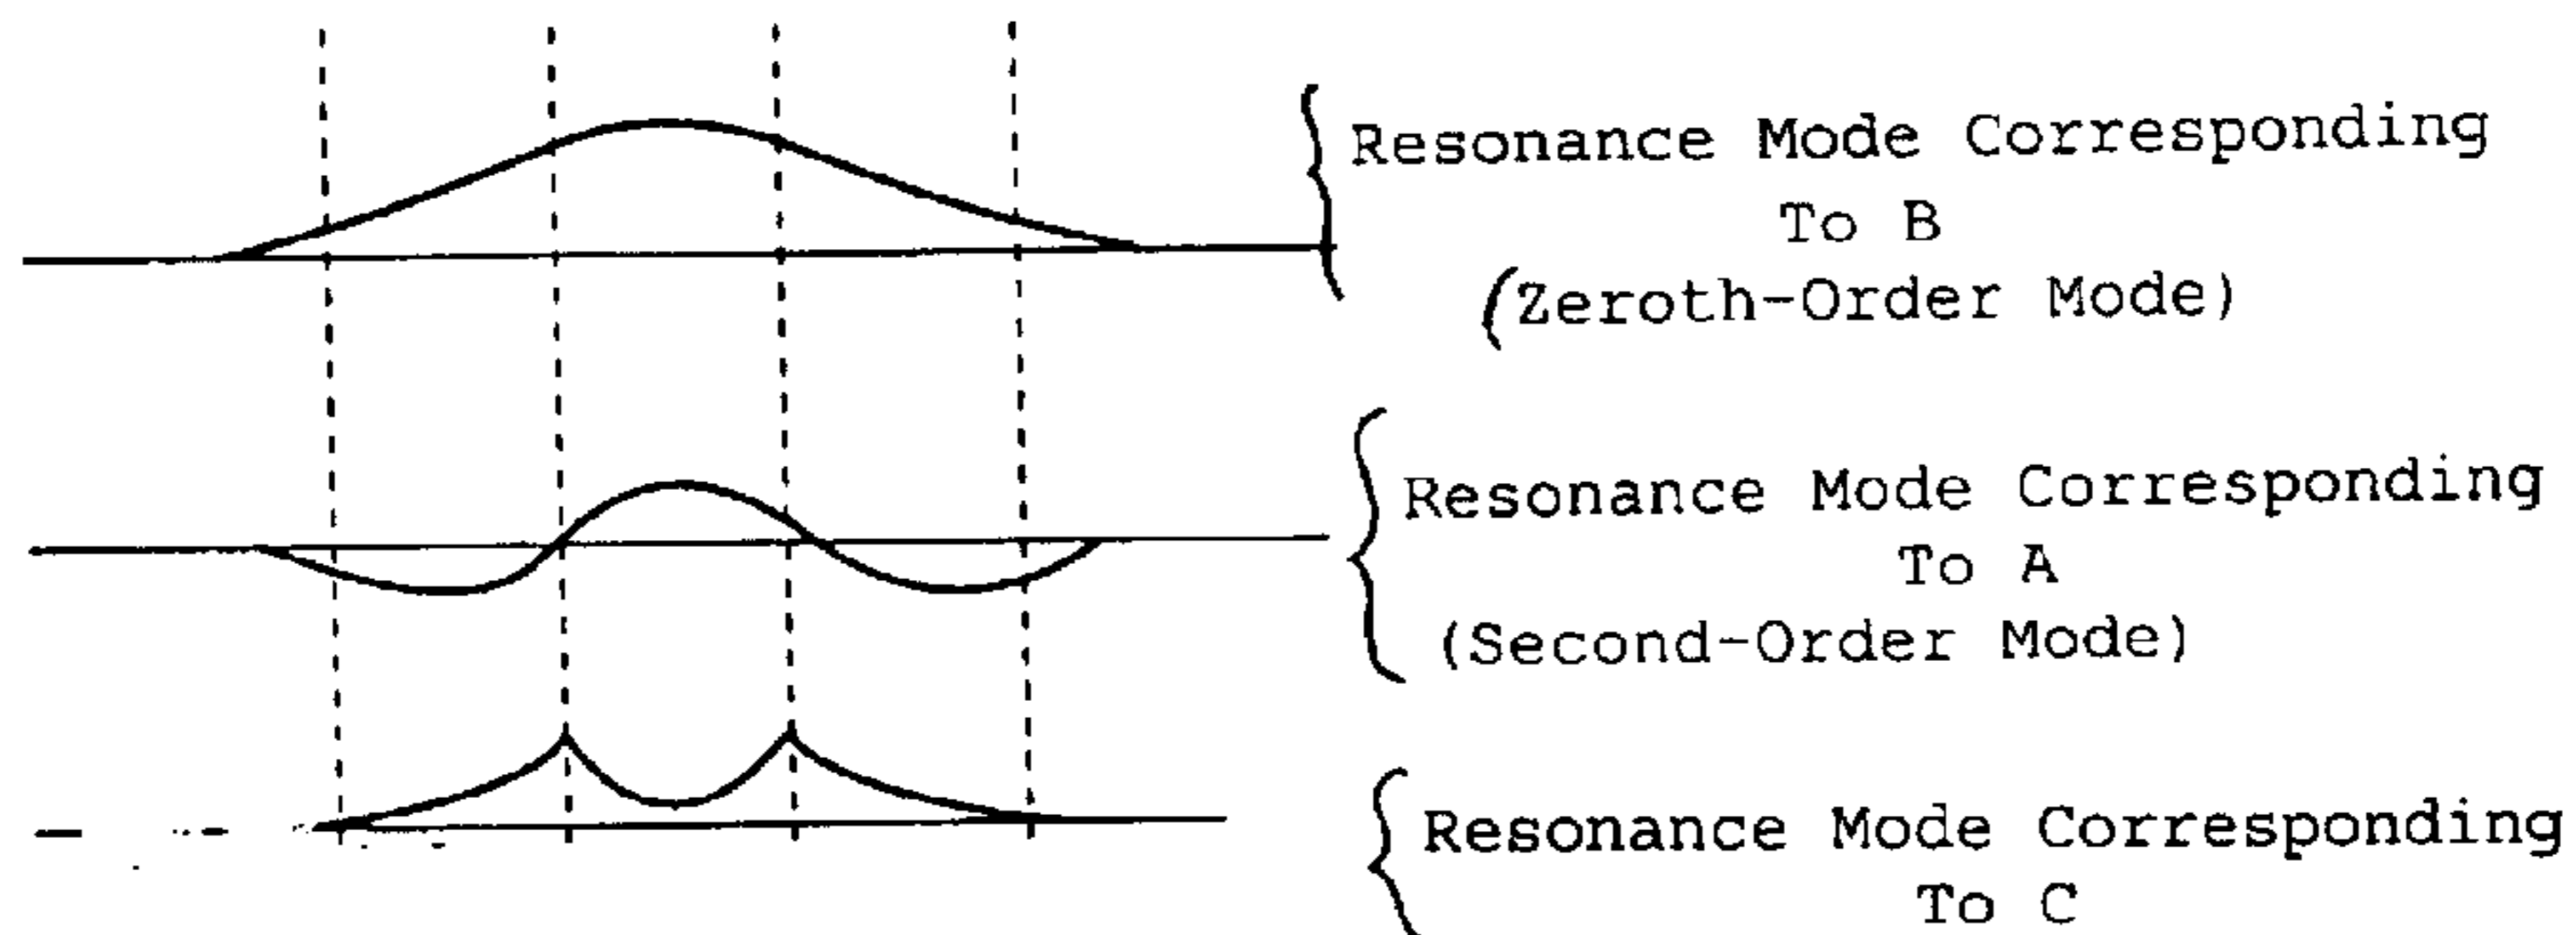 Resonance Mode Corresponding
To B
(Zeroth-Order Mode)
Resonance Mode Corresponding
To A
(Second-Order Mode)
Resonance Mode Corresponding
To C